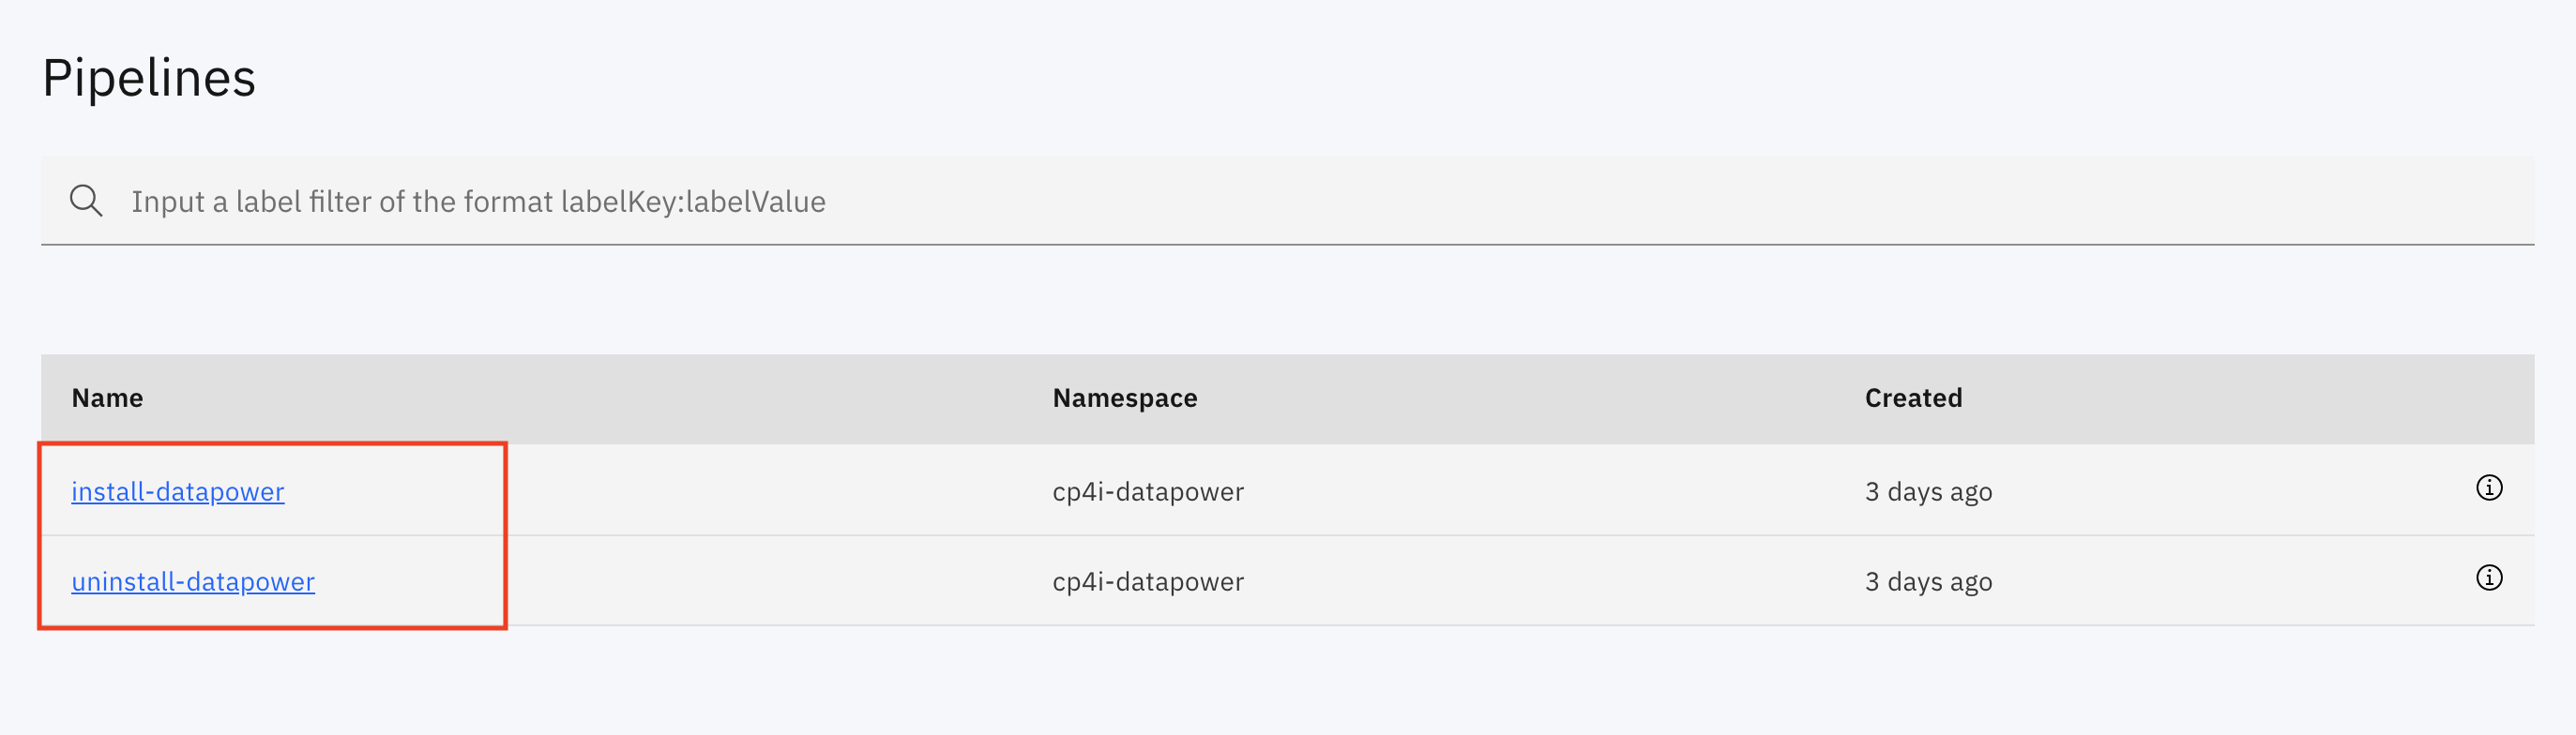 Pipelines
Input a label filter of the format labelKey:labelValue
Name Namespace Created
install-datapower cp4i-datapower 3 days ago
uninstall-datapower cp4i-datapower 3 days ago